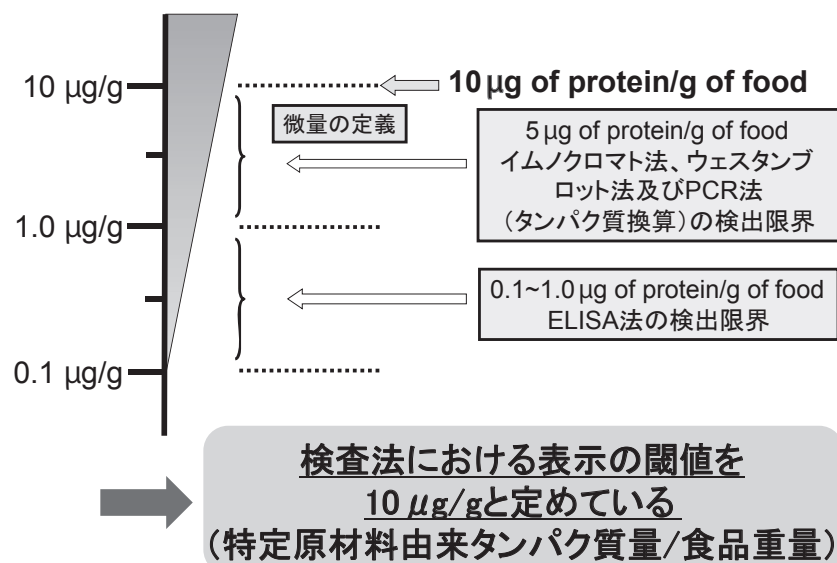 10 μg/g
10 μg of protein/g of food
微量の定義
5 μg of protein/g of food
イムノクロマト法、ウェスタンブ
ロット法及びPCR法
(タンパク質換算)の検出限界
1.0 μg/g
0.1~1.0 μg of protein/g of food
ELISA法の検出限界
0.1 μg/g
検査法における表示の閾値を
10 μg/gと定めている
(特定原材料由来タンパク質量/食品重量)